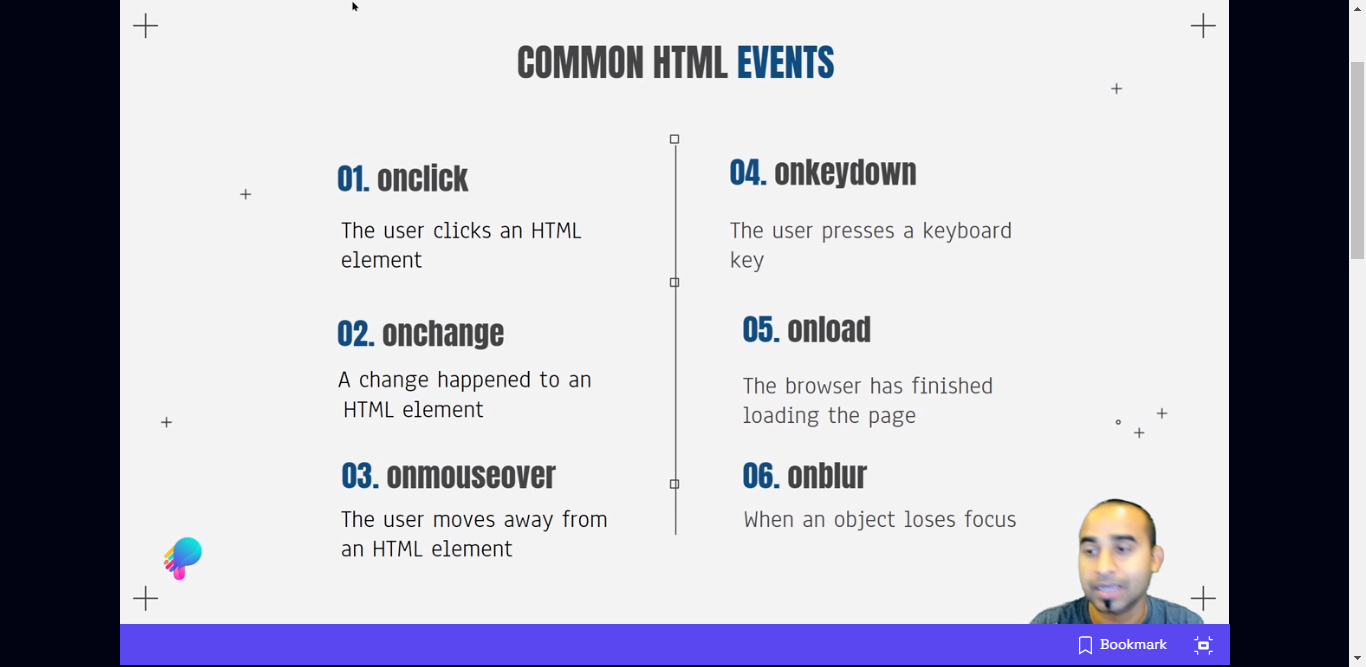 COMMON HTML EVENTS
01. onclick
The user clicks an HTML
element
02. onchange
A change happened to an
HTML element
03. onmouseover
The user moves away from
an HTML element
04. onkeydown
The user presses a keyboard
key
05. onload
The browser has finished
loading the page
06. onblur
When an object loses focus
Bookmark